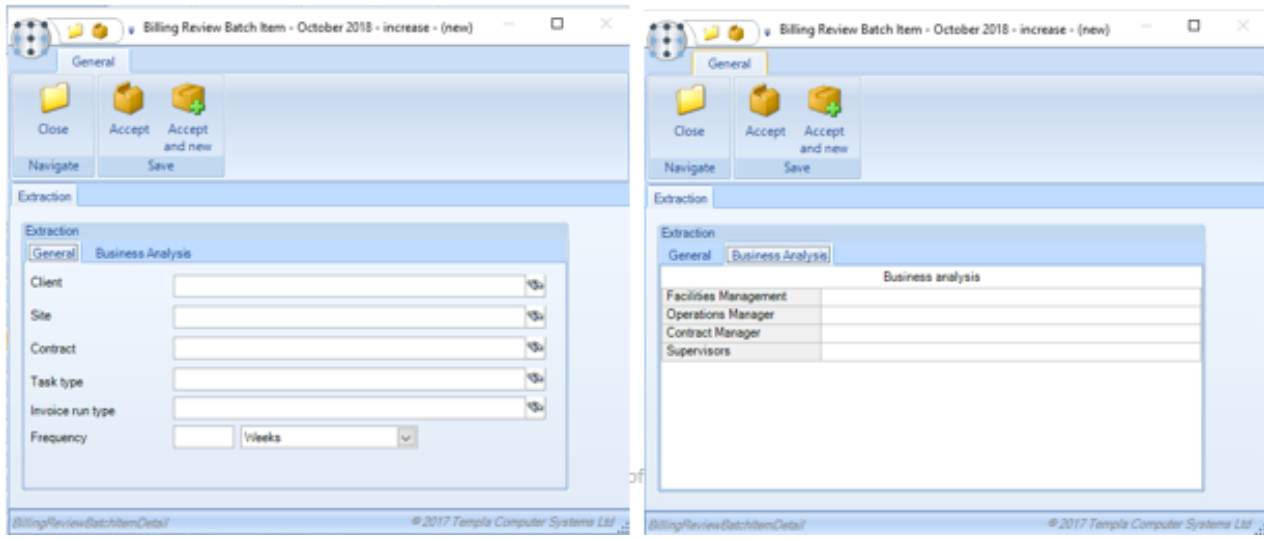 Billing Review Batch Item - October 2018 - increase - (new)
General
Close
Accept
Accept
and new
Navigate
Save
Extraction
Extraction
General
Business Analysis
Client
Site
Contract
Task type
Invoice run type
Frequency
Weeks
BillingReviewBatchItemDetail
© 2017 Templa Computer Systems Ltd
of
Billing Review Batch Item - October 2018 - increase - (new)
General
Close
Accept
Accept
and new
Navigate
Save
Extraction
Extraction
General
Business Analysis
Business analysis
Facilities Management
Operations Manager
Contract Manager
Supervisors
BillingReviewBatchItemDetail
© 2017 Templa Computer Systems Ltd